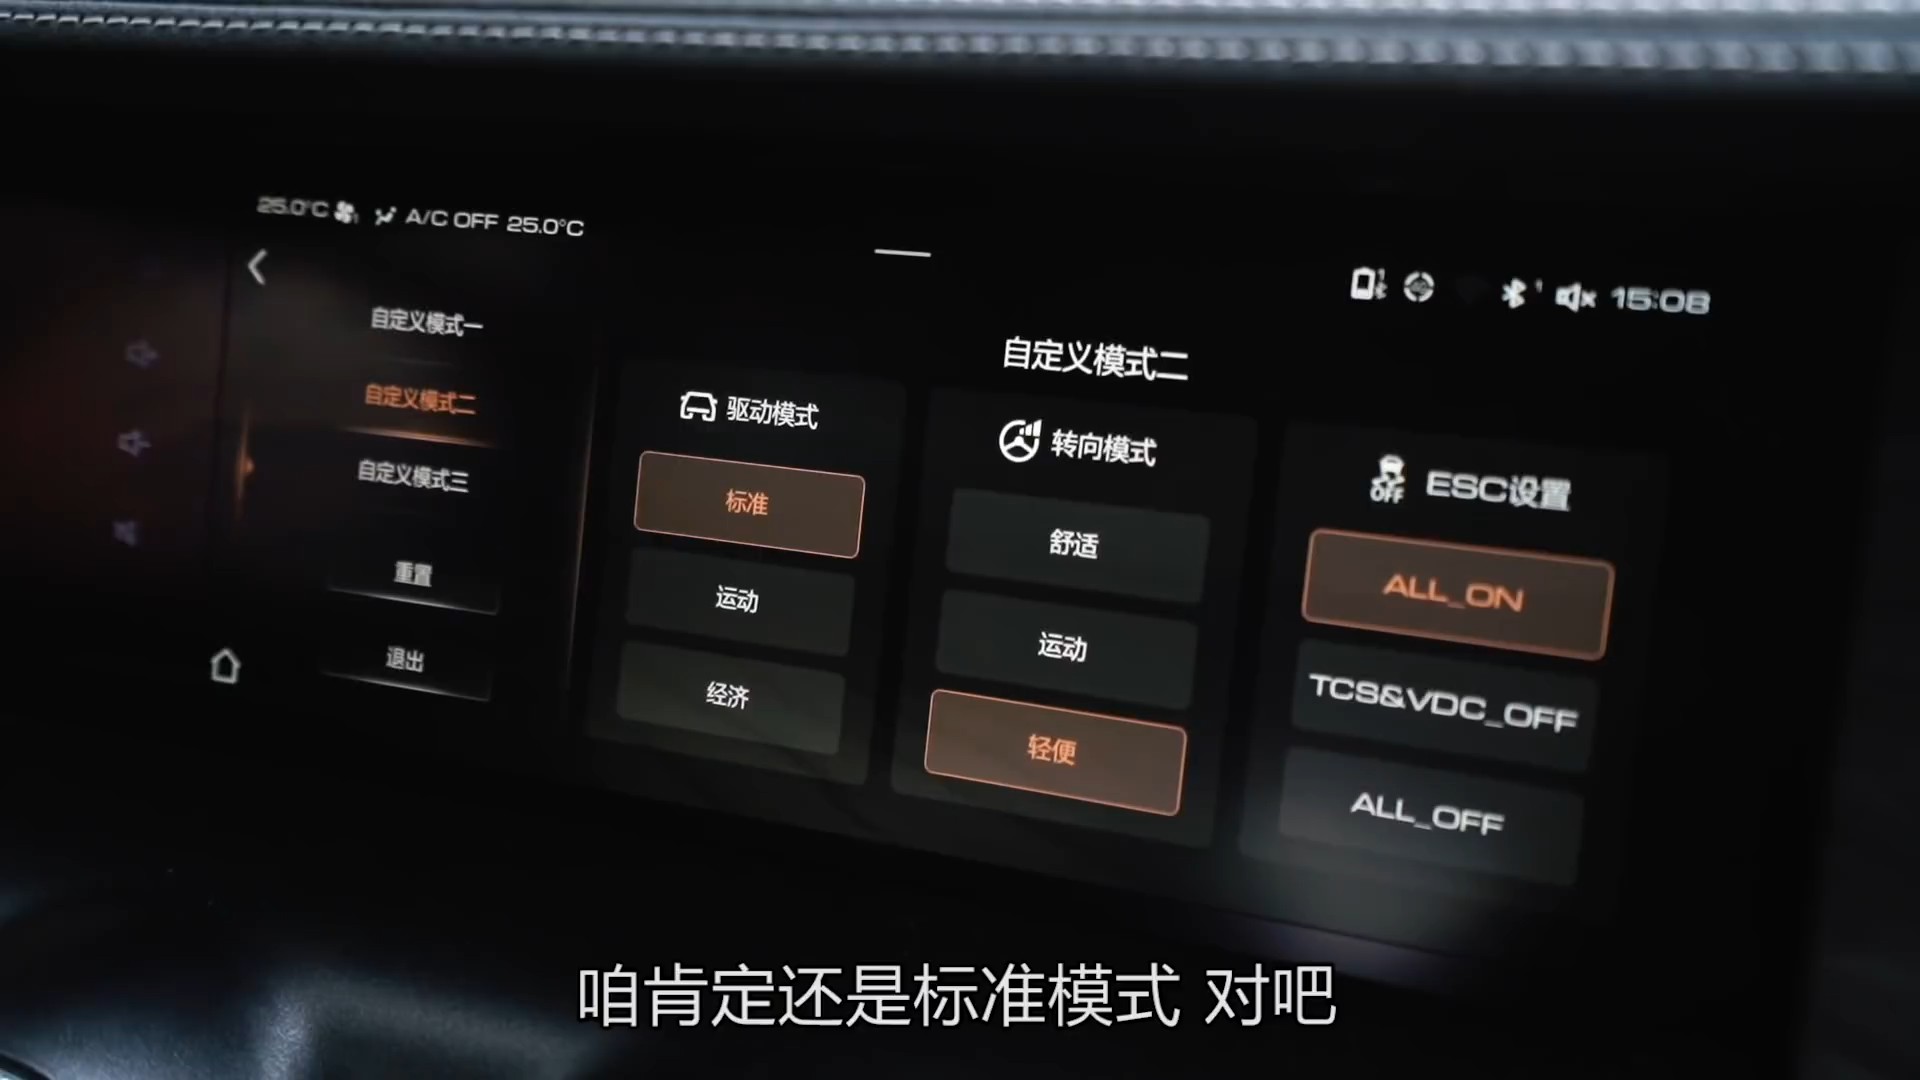 25.0°C A/C OFF 25.0°C
15:08
自定义模式一
自定义模式二
自定义模式三
重置
退出
自定义模式二
驱动模式
标准
运动
经济
转向模式
舒适
运动
轻便
OFF
ESC设置
ALL_ON
TCS&VDC_OFF
ALL_OFF
咱肯定还是标准模式 对吧